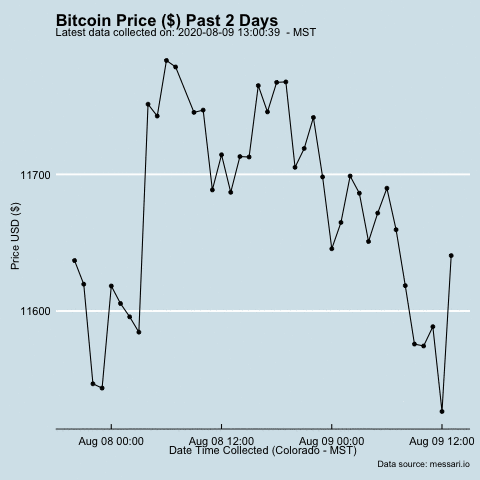 Bitcoin Price ($) Past 2 Days
Latest data collected on: 2020-08-09 13:00:39  - MST
Price USD ($)
11700
11600
Aug 08 00:00
Aug 08 12:00
Aug 09 00:00
Aug 09 12:00
Date Time Collected (Colorado - MST)
Data source: messari.io